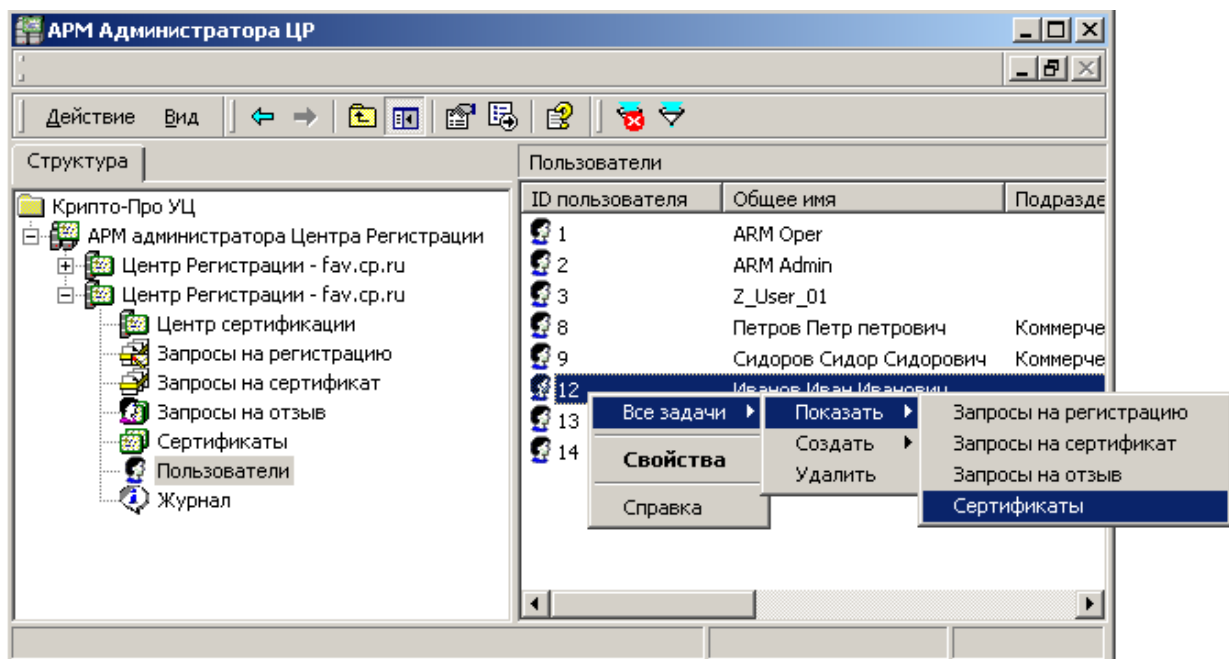 АРМ Администратора ЦР
Действие Вид
Структура
Пользователи
Крипто-Про УЦ
АРМ администратора Центра Регистрации
Центр Регистрации - fav.cp.ru
Центр Регистрации - fav.cp.ru
Центр сертификации
Запросы на регистрацию
Запросы на сертификат
Запросы на отзыв
Сертификаты
Пользователи
Журнал
ID пользователя Общее имя Подразде
1 ARM Oper
2 ARM Admin
3 Z_User_01
8 Петров Петр петрович Коммерче
9 Сидоров Сидор Сидорович Коммерче
12 Иванов Иван Иванович
13
14
Все задачи
Свойства
Справка
Показать
Создать
Удалить
Запросы на регистрацию
Запросы на сертификат
Запросы на отзыв
Сертификаты